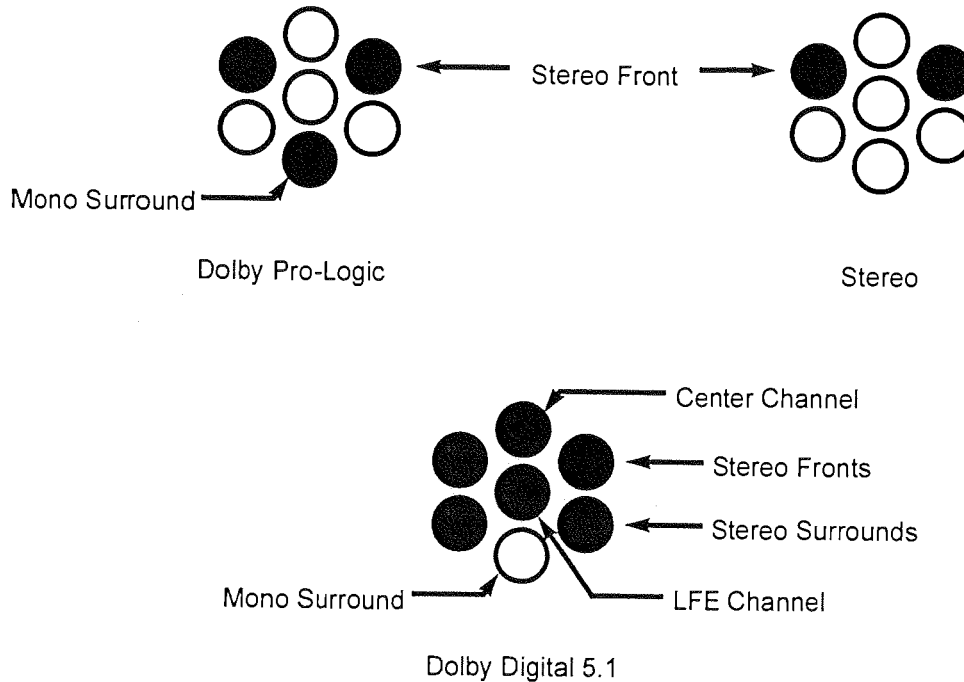 Stereo Front
Mono Surround
Dolby Pro-Logic
Stereo
Center Channel
Stereo Fronts
Stereo Surrounds
Mono Surround
LFE Channel
Dolby Digital 5.1